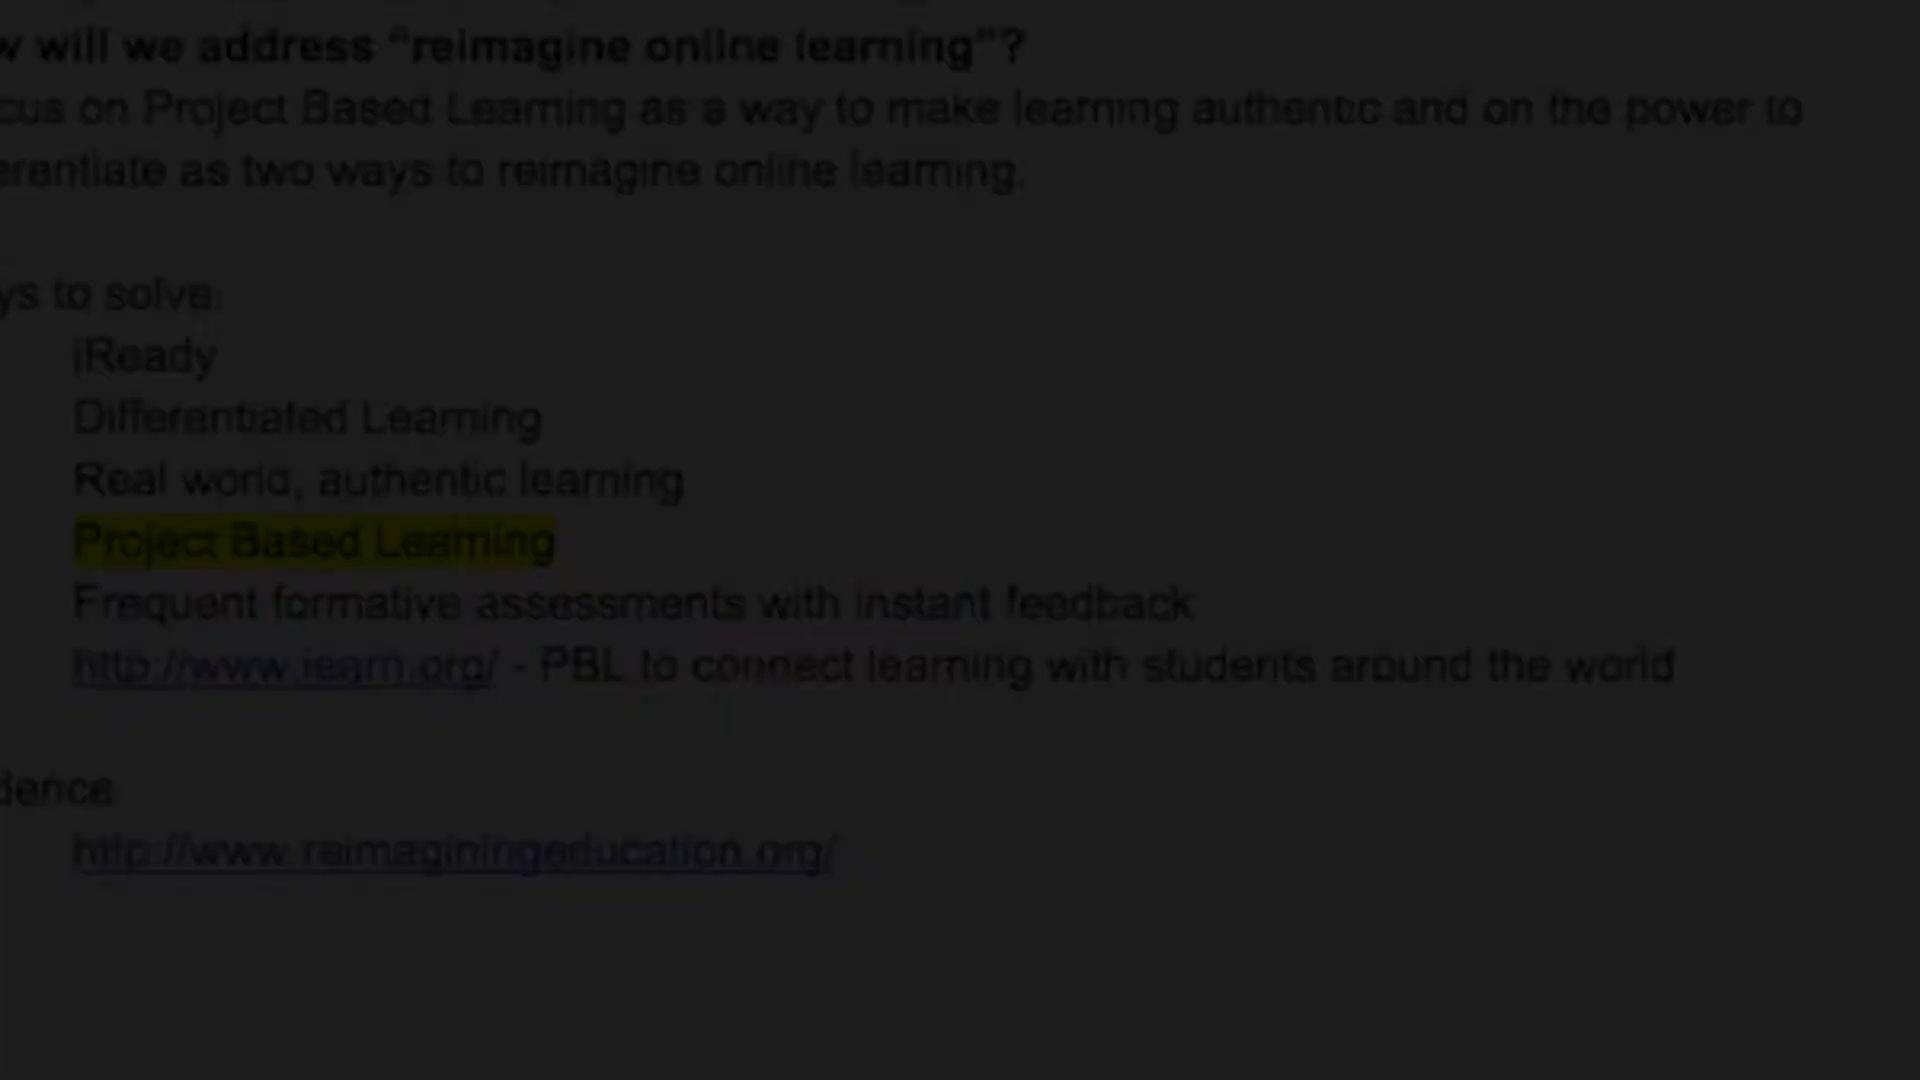 w will we address “reimagine online learning”?
cus on Project Based Learning as a way to make learning authentic and on the power to
erentiate as two ways to reimagine online learning.
ys to solve:
iReady
Differentiated Learning
Real world, authentic learning
Project Based Learning
Frequent formative assessments with instant feedback
http://www.iearn.org/ - PBL to connect learning with students around the world
dence
http://www.reimaginingeducation.org/